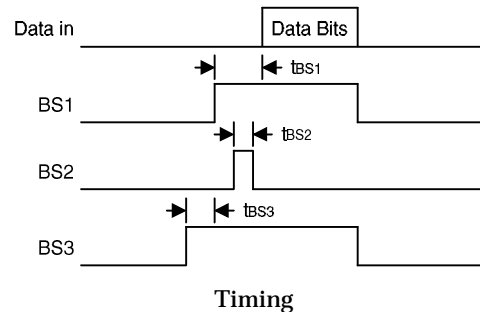 Data in
Data Bits
tBS1
BS1
tBS2
BS2
tBS3
BS3
Timing